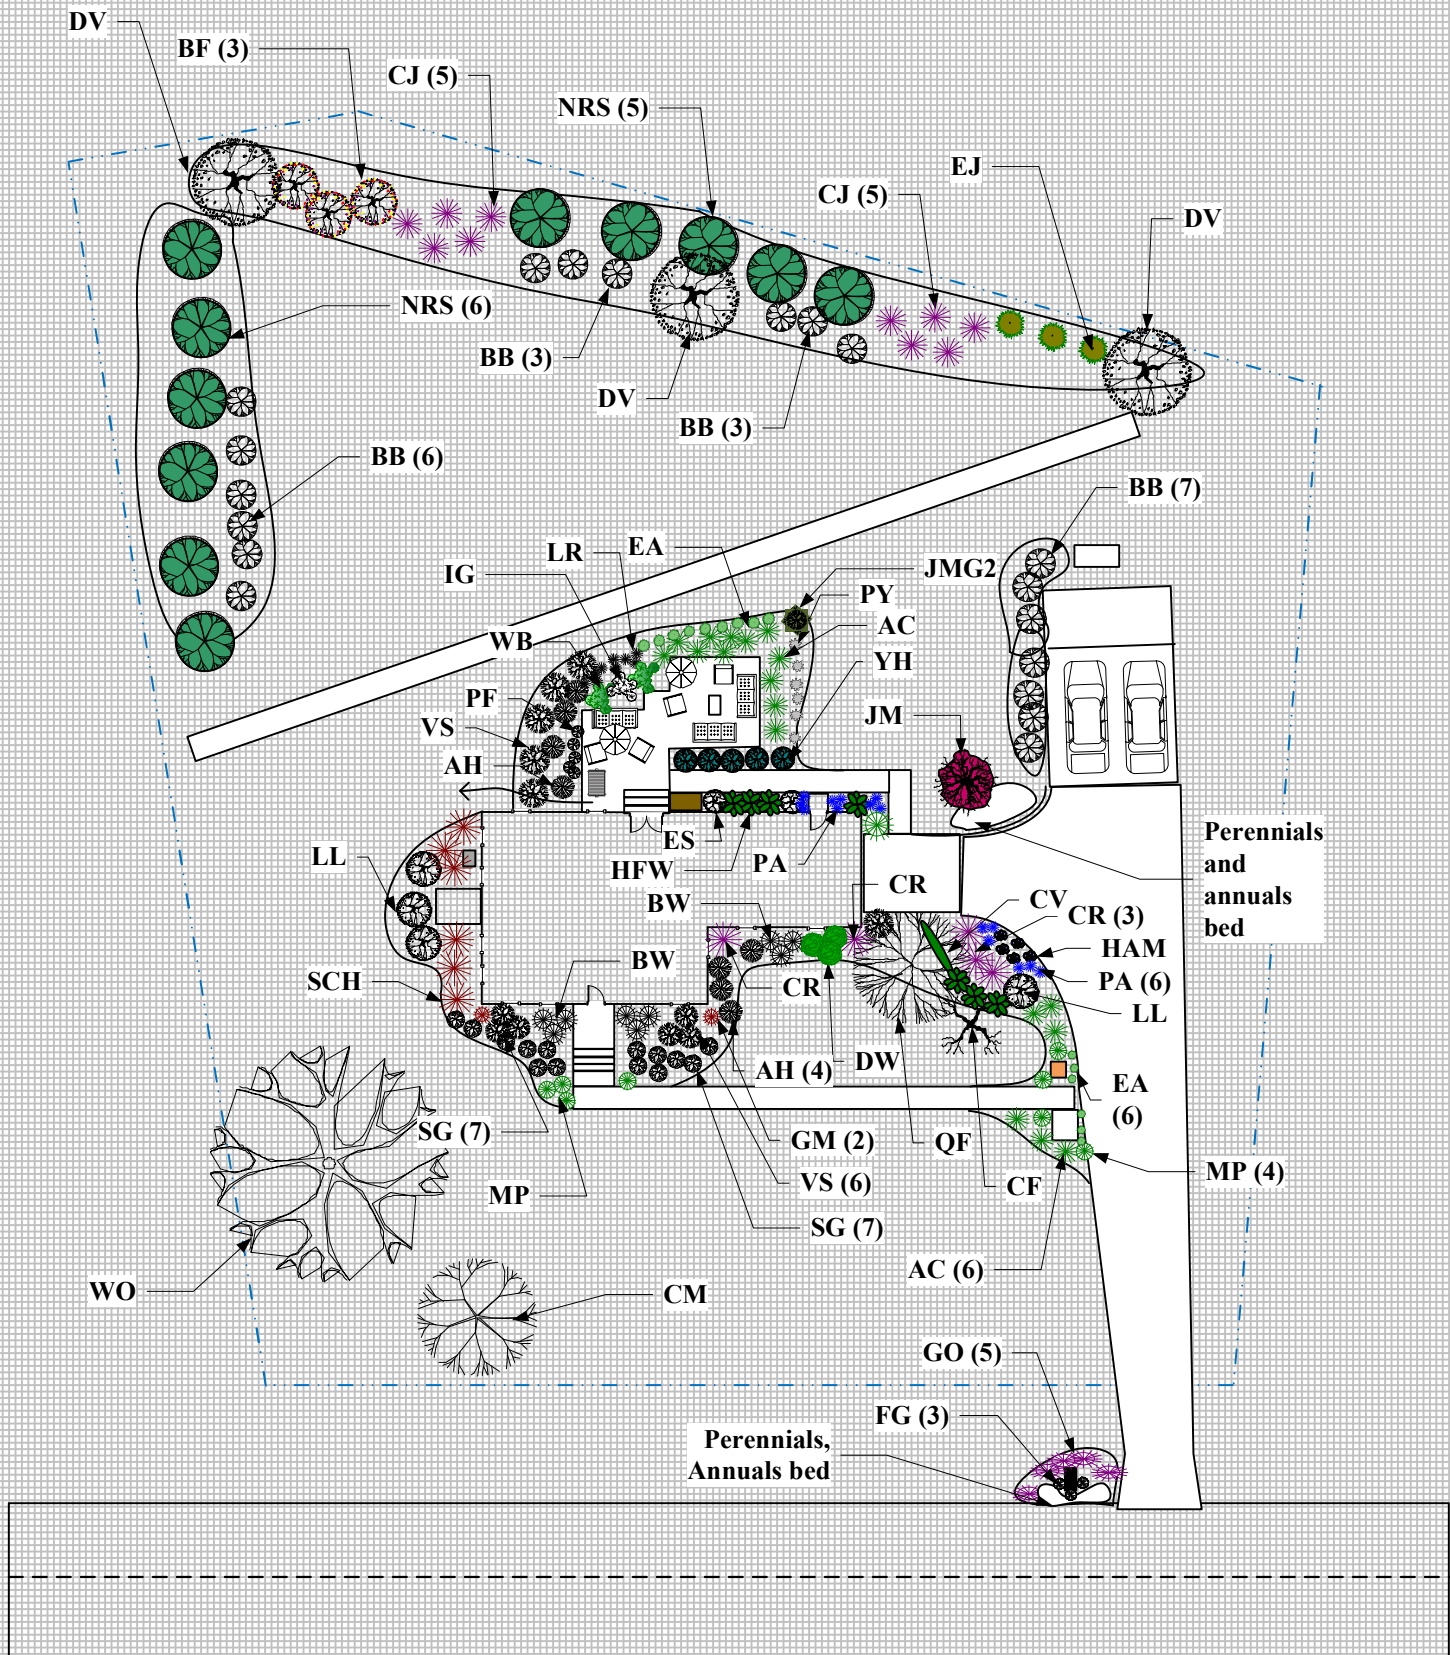 DV
BF (3)
CJ (5)
NRS (5)
EJ
CJ (5)
DV
NRS (6)
BB (3)
DV
BB (3)
BB (6)
BB (7)
LR
EA
IG
JMG2
PY
AC
WB
YH
PF
VS
JM
AH
ES
LL
HFW
PA
Perennials
and
annuals
bed
CR
BW
CV
CR (3)
HAM
BW
PA (6)
SCH
CR
LL
AH (4)
DW
EA
(6)
SG (7)
GM (2)
QF
MP
VS (6)
CF
MP (4)
SG (7)
AC (6)
WO
CM
GO (5)
FG (3)
Perennials,
Annuals bed